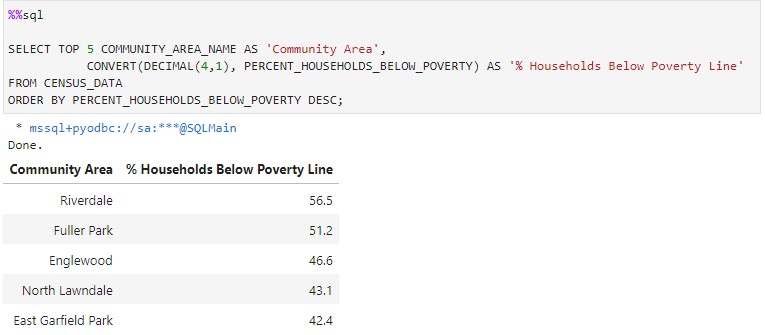 %%sql
SELECT TOP 5 COMMUNITY_AREA_NAME AS 'Community Area',
CONVERT(DECIMAL(4,1), PERCENT_HOUSEHOLDS_BELOW_POVERTY) AS '% Households Below Poverty Line'
FROM CENSUS_DATA
ORDER BY PERCENT_HOUSEHOLDS_BELOW_POVERTY DESC;
* mssql+pyodbc://sa:***@SQLMain
Done.
Community Area % Households Below Poverty Line
Riverdale 56.5
Fuller Park 51.2
Englewood 46.6
North Lawndale 43.1
East Garfield Park 42.4